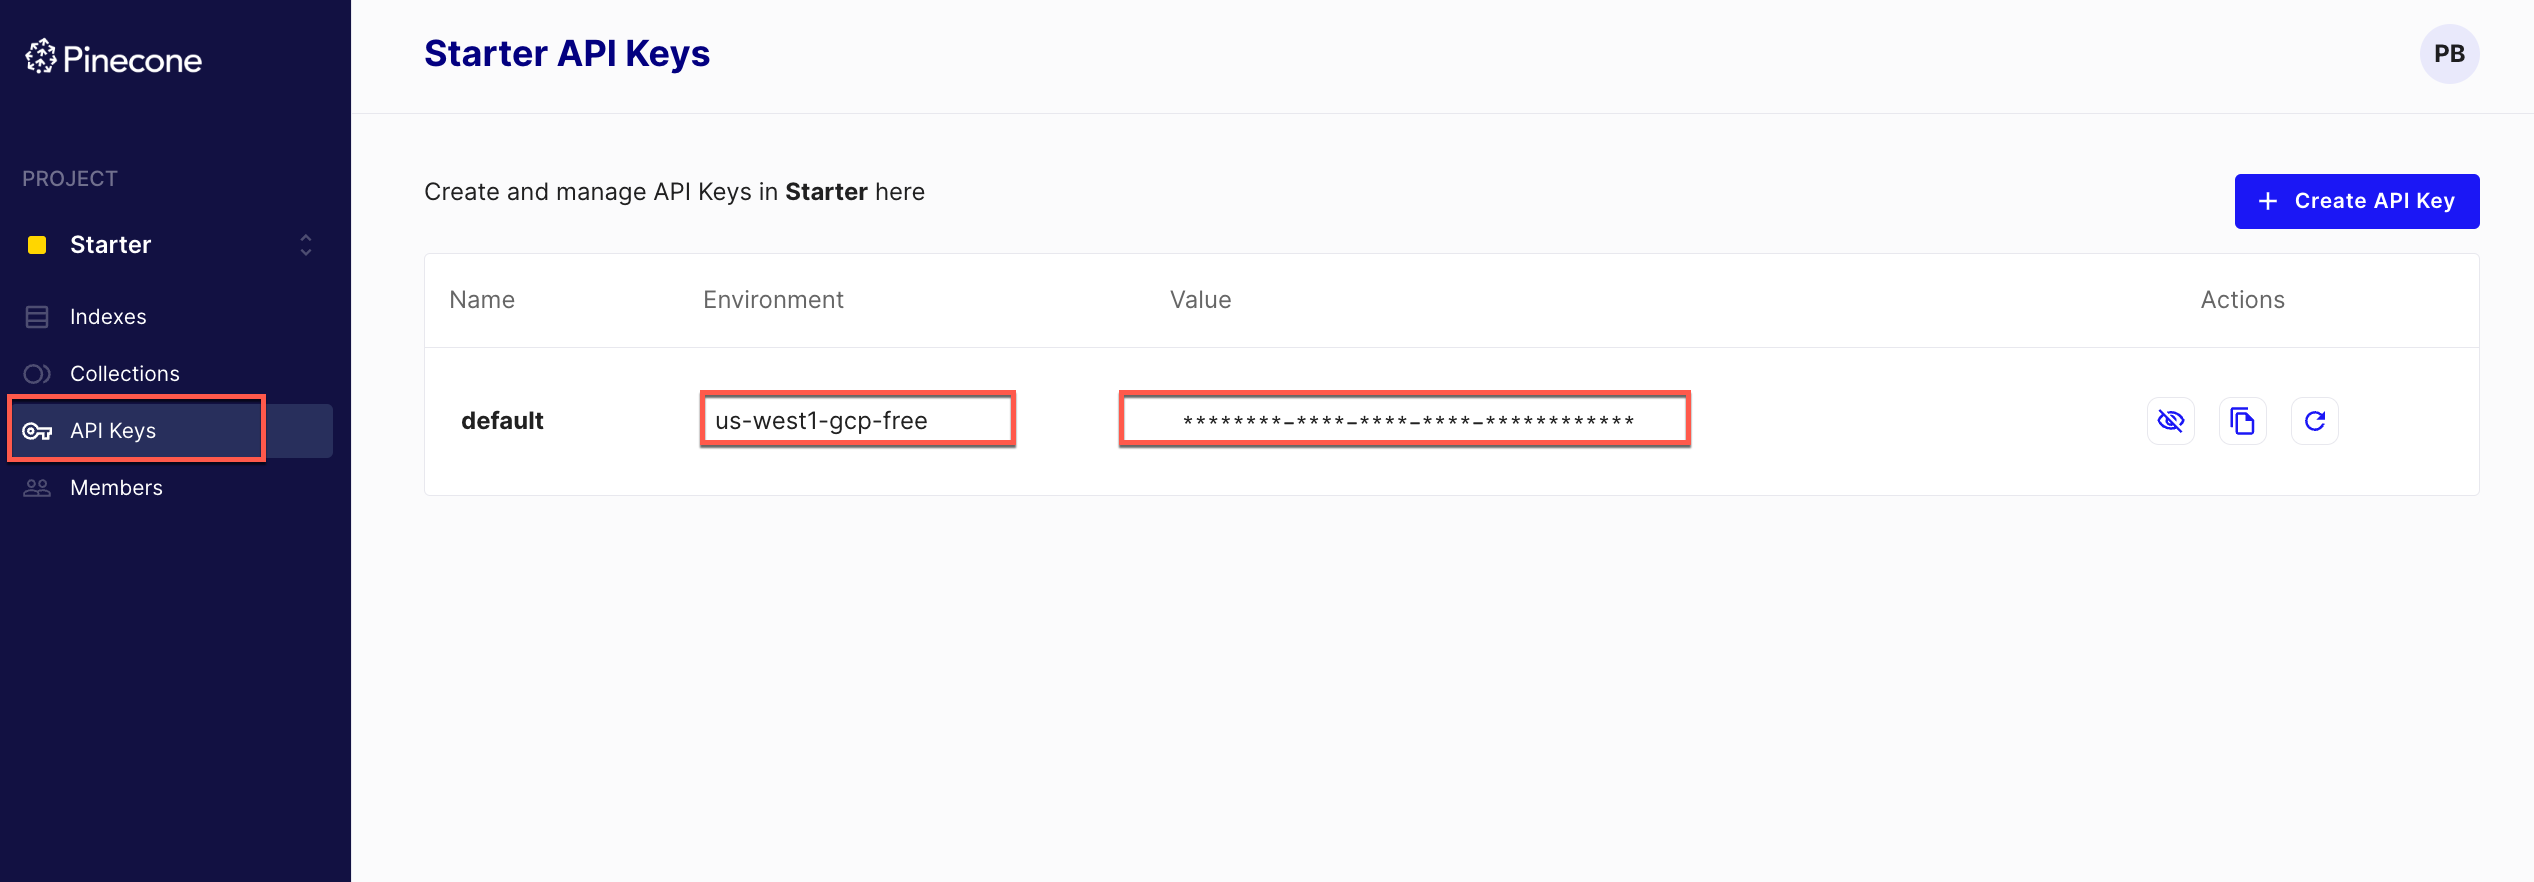 Pinecone
Starter API Keys
PB
PROJECT
Starter
Indexes
Collections
API Keys
Members
Create and manage API Keys in Starter here
+ Create API Key
Name Environment Value Actions
default us-west1-gcp-free ********-****-****-****-************